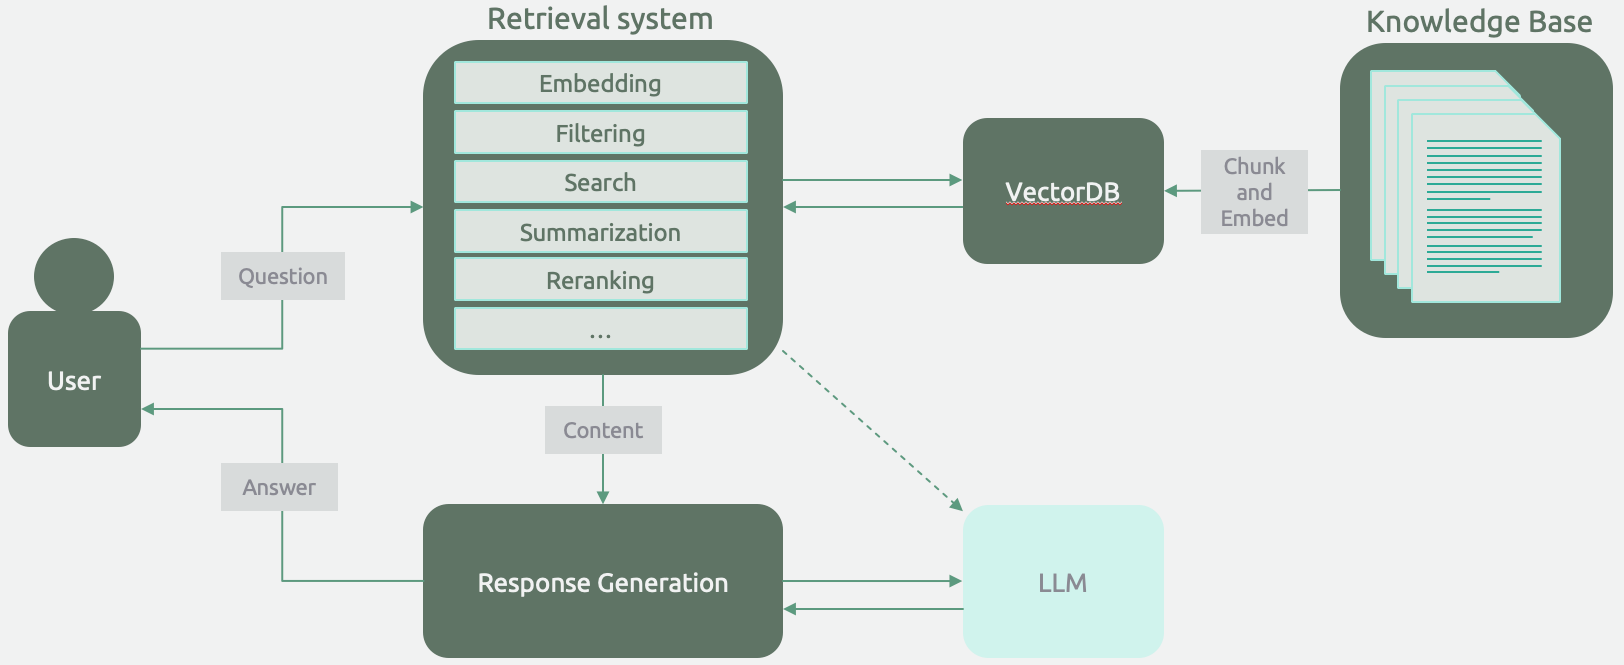 Retrieval system
Knowledge Base
Embedding
Filtering
Search
Summarization
Reranking
...
VectorDB
Chunk
and
Embed
Question
User
Content
Answer
Response Generation
LLM